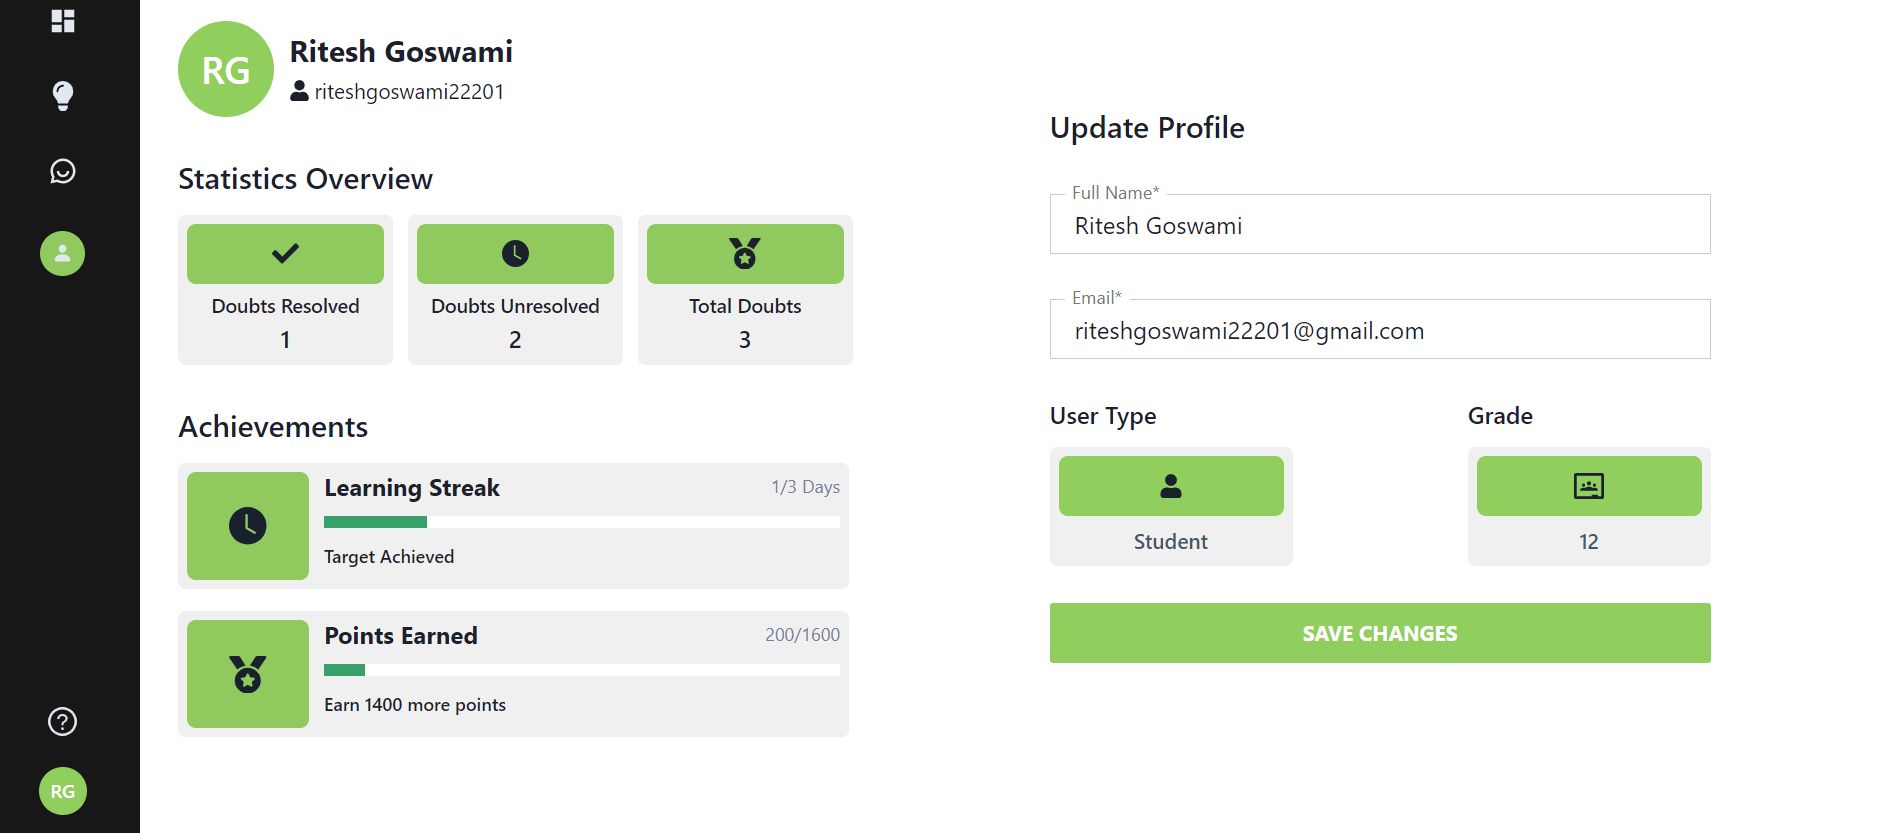 RG
Ritesh Goswami
riteshgoswami22201
Statistics Overview
Doubts Resolved
1
Doubts Unresolved
2
Total Doubts
3
Achievements
Learning Streak
1/3 Days
Target Achieved
Points Earned
200/1600
Earn 1400 more points
Update Profile
Full Name*
Ritesh Goswami
Email*
riteshgoswami22201@gmail.com
User Type
Student
Grade
12
SAVE CHANGES
RG